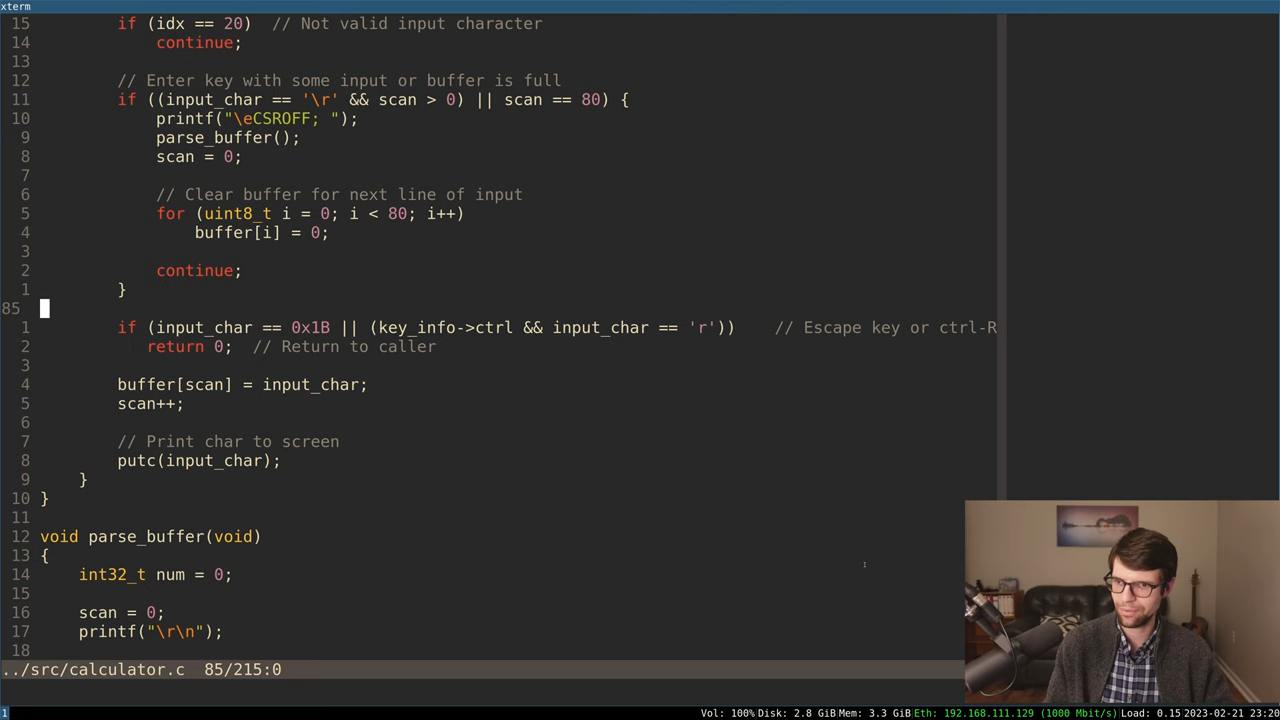 xterm
15         if (idx == 20)  // Not valid input character
14             continue;
13
12         // Enter key with some input or buffer is full
11         if ((input_char == '\r' && scan > 0) || scan == 80) {
10             printf("\eCSROFF; ");
9             parse_buffer();
8             scan = 0;
7
6             // Clear buffer for next line of input
5             for (uint8_t i = 0; i < 80; i++)
4                 buffer[i] = 0;
3
2             continue;
1         }
85
1         if (input_char == 0x1B || (key_info->ctrl && input_char == 'r'))    // Escape key or ctrl-R
2            return 0;  // Return to caller
3
4         buffer[scan] = input_char;
5         scan++;
6
7         // Print char to screen
8         putc(input_char);
9     }
10 }
11
12 void parse_buffer(void)
13 {
14     int32_t num = 0;
15
16     scan = 0;
17     printf("\r\n");
18
../src/calculator.c  85/215:0
1 Vol: 100% Disk: 2.8 GiB Mem: 3.3 GiB Eth: 192.168.111.129 (1000 Mbit/s) Load: 0.15 2023-02-21 23:20